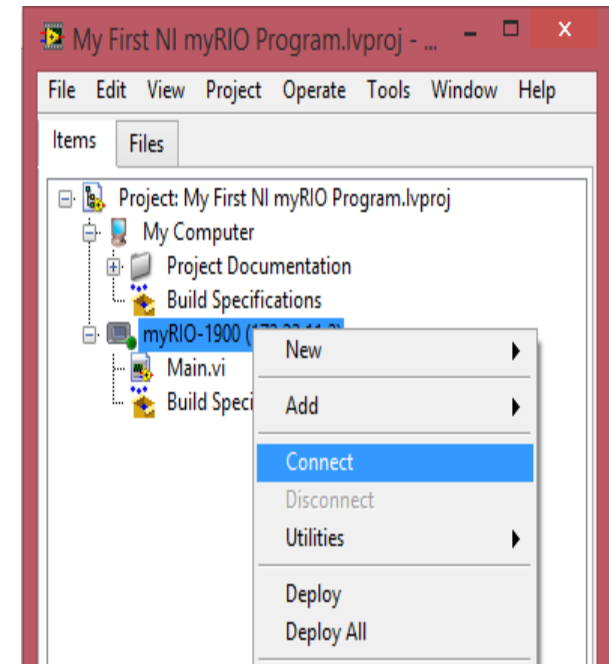 My First NI myRIO Program.lvproj - ...
File Edit View Project Operate Tools Window Help
Items Files
Project: My First NI myRIO Program.lvproj
My Computer
Project Documentation
Build Specifications
myRIO-1900 (
Main.vi
Build Speci
New
Add
Connect
Disconnect
Utilities
Deploy
Deploy All